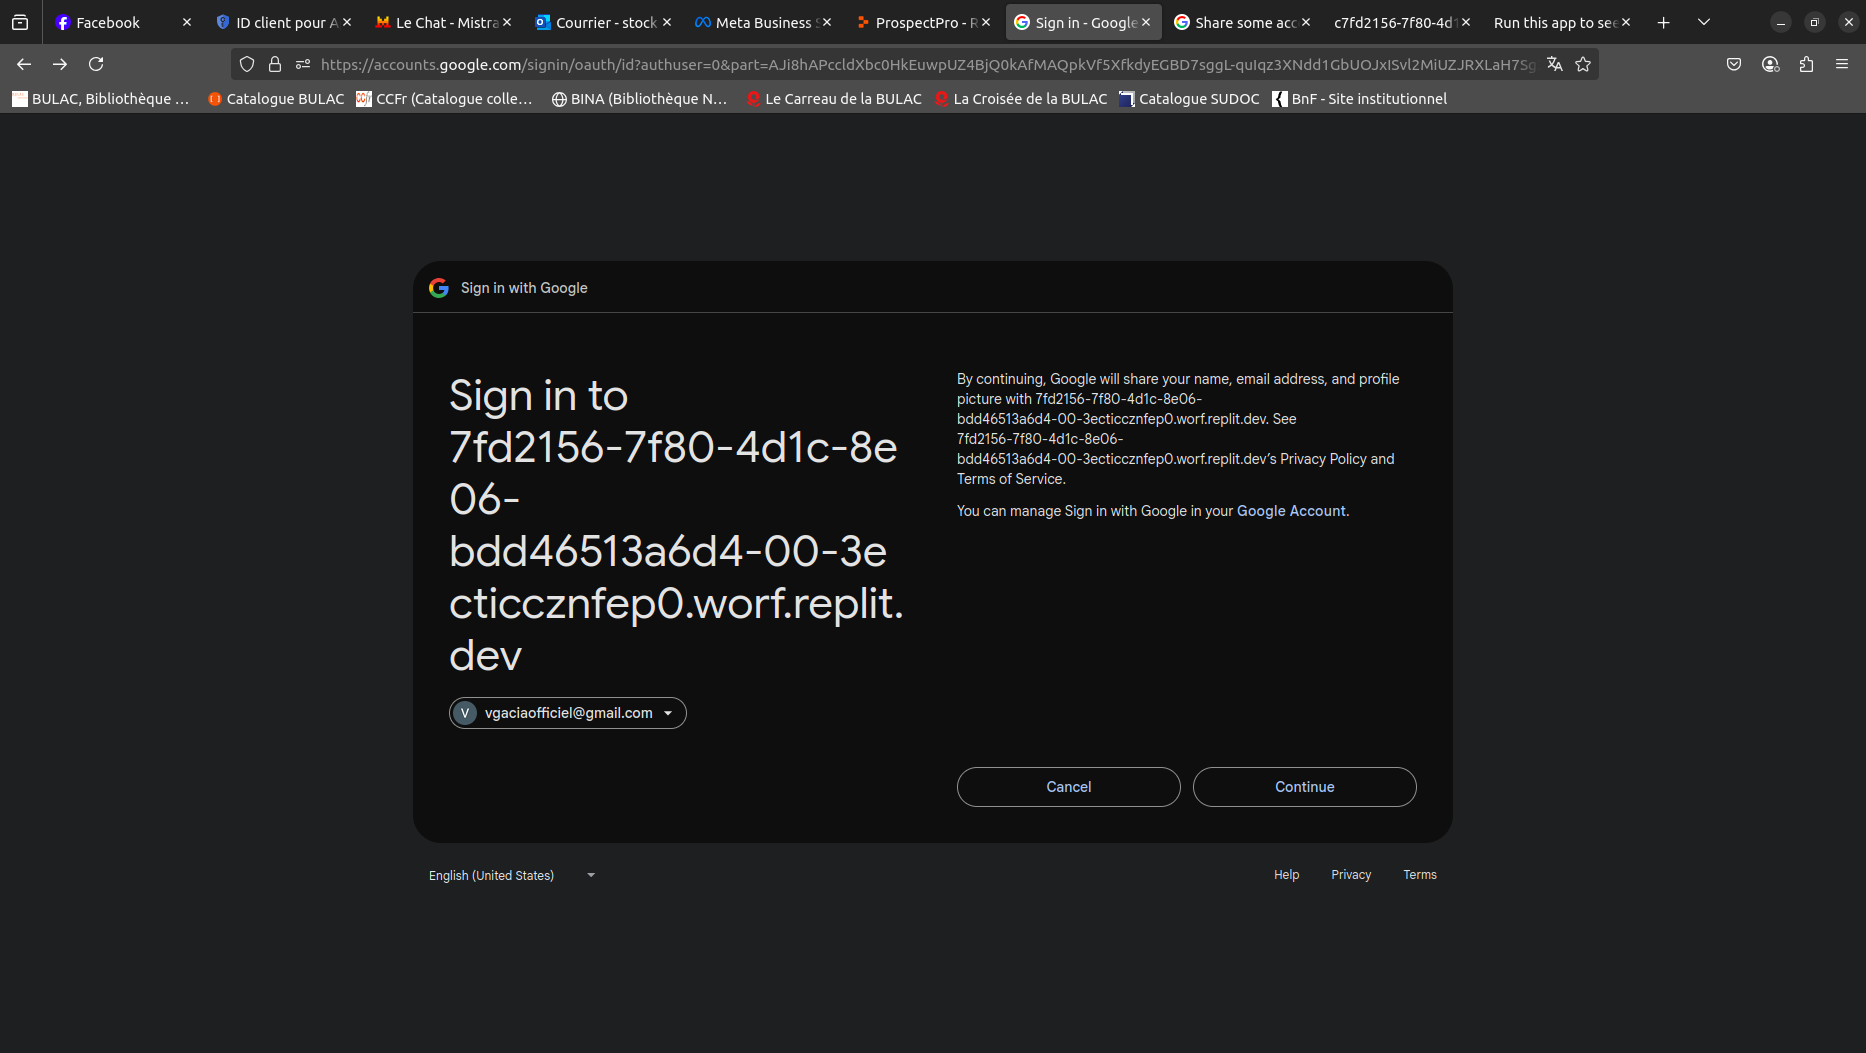 Facebook
ID client pour A
Le Chat - Mistra
Courrier - stock
Meta Business S
ProspectPro - R
Sign in - Google
Share some acc
c7fd2156-7f80-4d1
Run this app to see
https://accounts.google.com/signin/oauth/id?authuser=0&part=AJi8hAPccldXbc0HkEuwpUZ4BjQ0kAfMAQpkVf5XfkdyEGBD7sggL-quIqz3XNdd1GbUOJxISvl2MiUZJRXLaH7Sg
BULAC, Bibliothèque ...
Catalogue BULAC
CCFr (Catalogue colle...
BINA (Bibliothèque N...
Le Carreau de la BULAC
La Croisée de la BULAC
Catalogue SUDOC
BnF - Site institutionnel
Sign in with Google
Sign in to
7fd2156-7f80-4d1c-8e
06-
bdd46513a6d4-00-3e
cticcznfep0.worf.replit.
dev
V vgaciaofficiel@gmail.com
By continuing, Google will share your name, email address, and profile
picture with 7fd2156-7f80-4d1c-8e06-
bdd46513a6d4-00-3ecticcznfep0.worf.replit.dev. See
7fd2156-7f80-4d1c-8e06-
bdd46513a6d4-00-3ecticcznfep0.worf.replit.dev’s Privacy Policy and
Terms of Service.
You can manage Sign in with Google in your Google Account.
Cancel
Continue
English (United States)
Help
Privacy
Terms